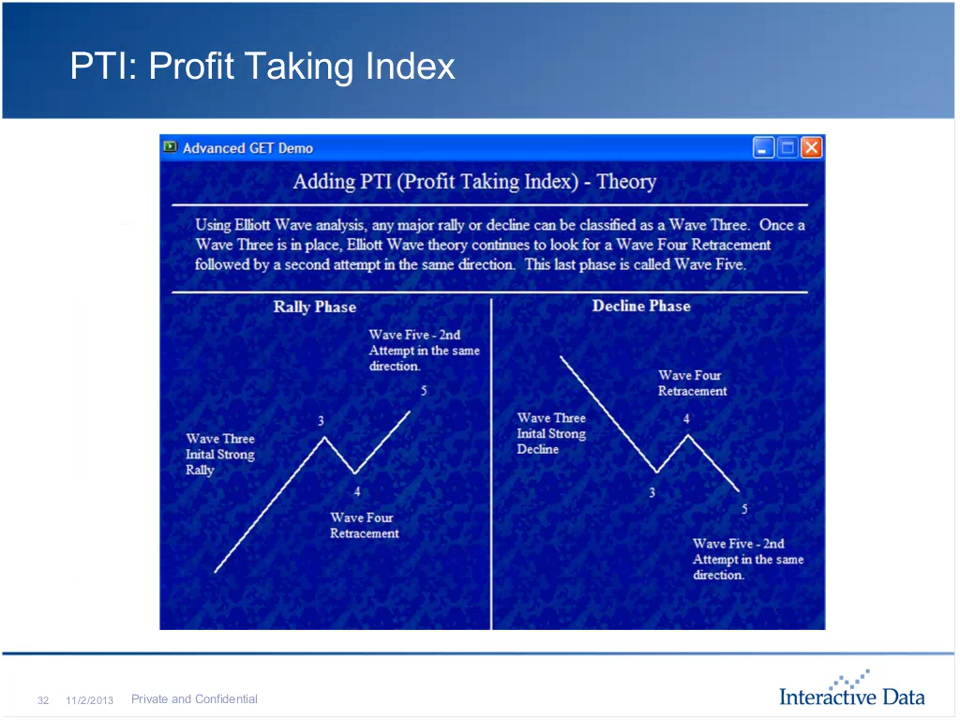 PTI: Profit Taking Index
Advanced GET Demo
Adding PTI (Profit Taking Index) - Theory
Using Elliott Wave analysis, any major rally or decline can be classified as a Wave Three. Once a
Wave Three is in place, Elliott Wave theory continues to look for a Wave Four Retracement
followed by a second attempt in the same direction. This last phase is called Wave Five.
Rally Phase
Wave Five - 2nd
Attempt in the same
direction.
5
3
Wave Three
Inital Strong
Rally
4
Wave Four
Retracement
Decline Phase
Wave Four
Retracement
4
Wave Three
Inital Strong
Decline
3
5
Wave Five - 2nd
Attempt in the same
direction.
32 11/2/2013 Private and Confidential
Interactive Data